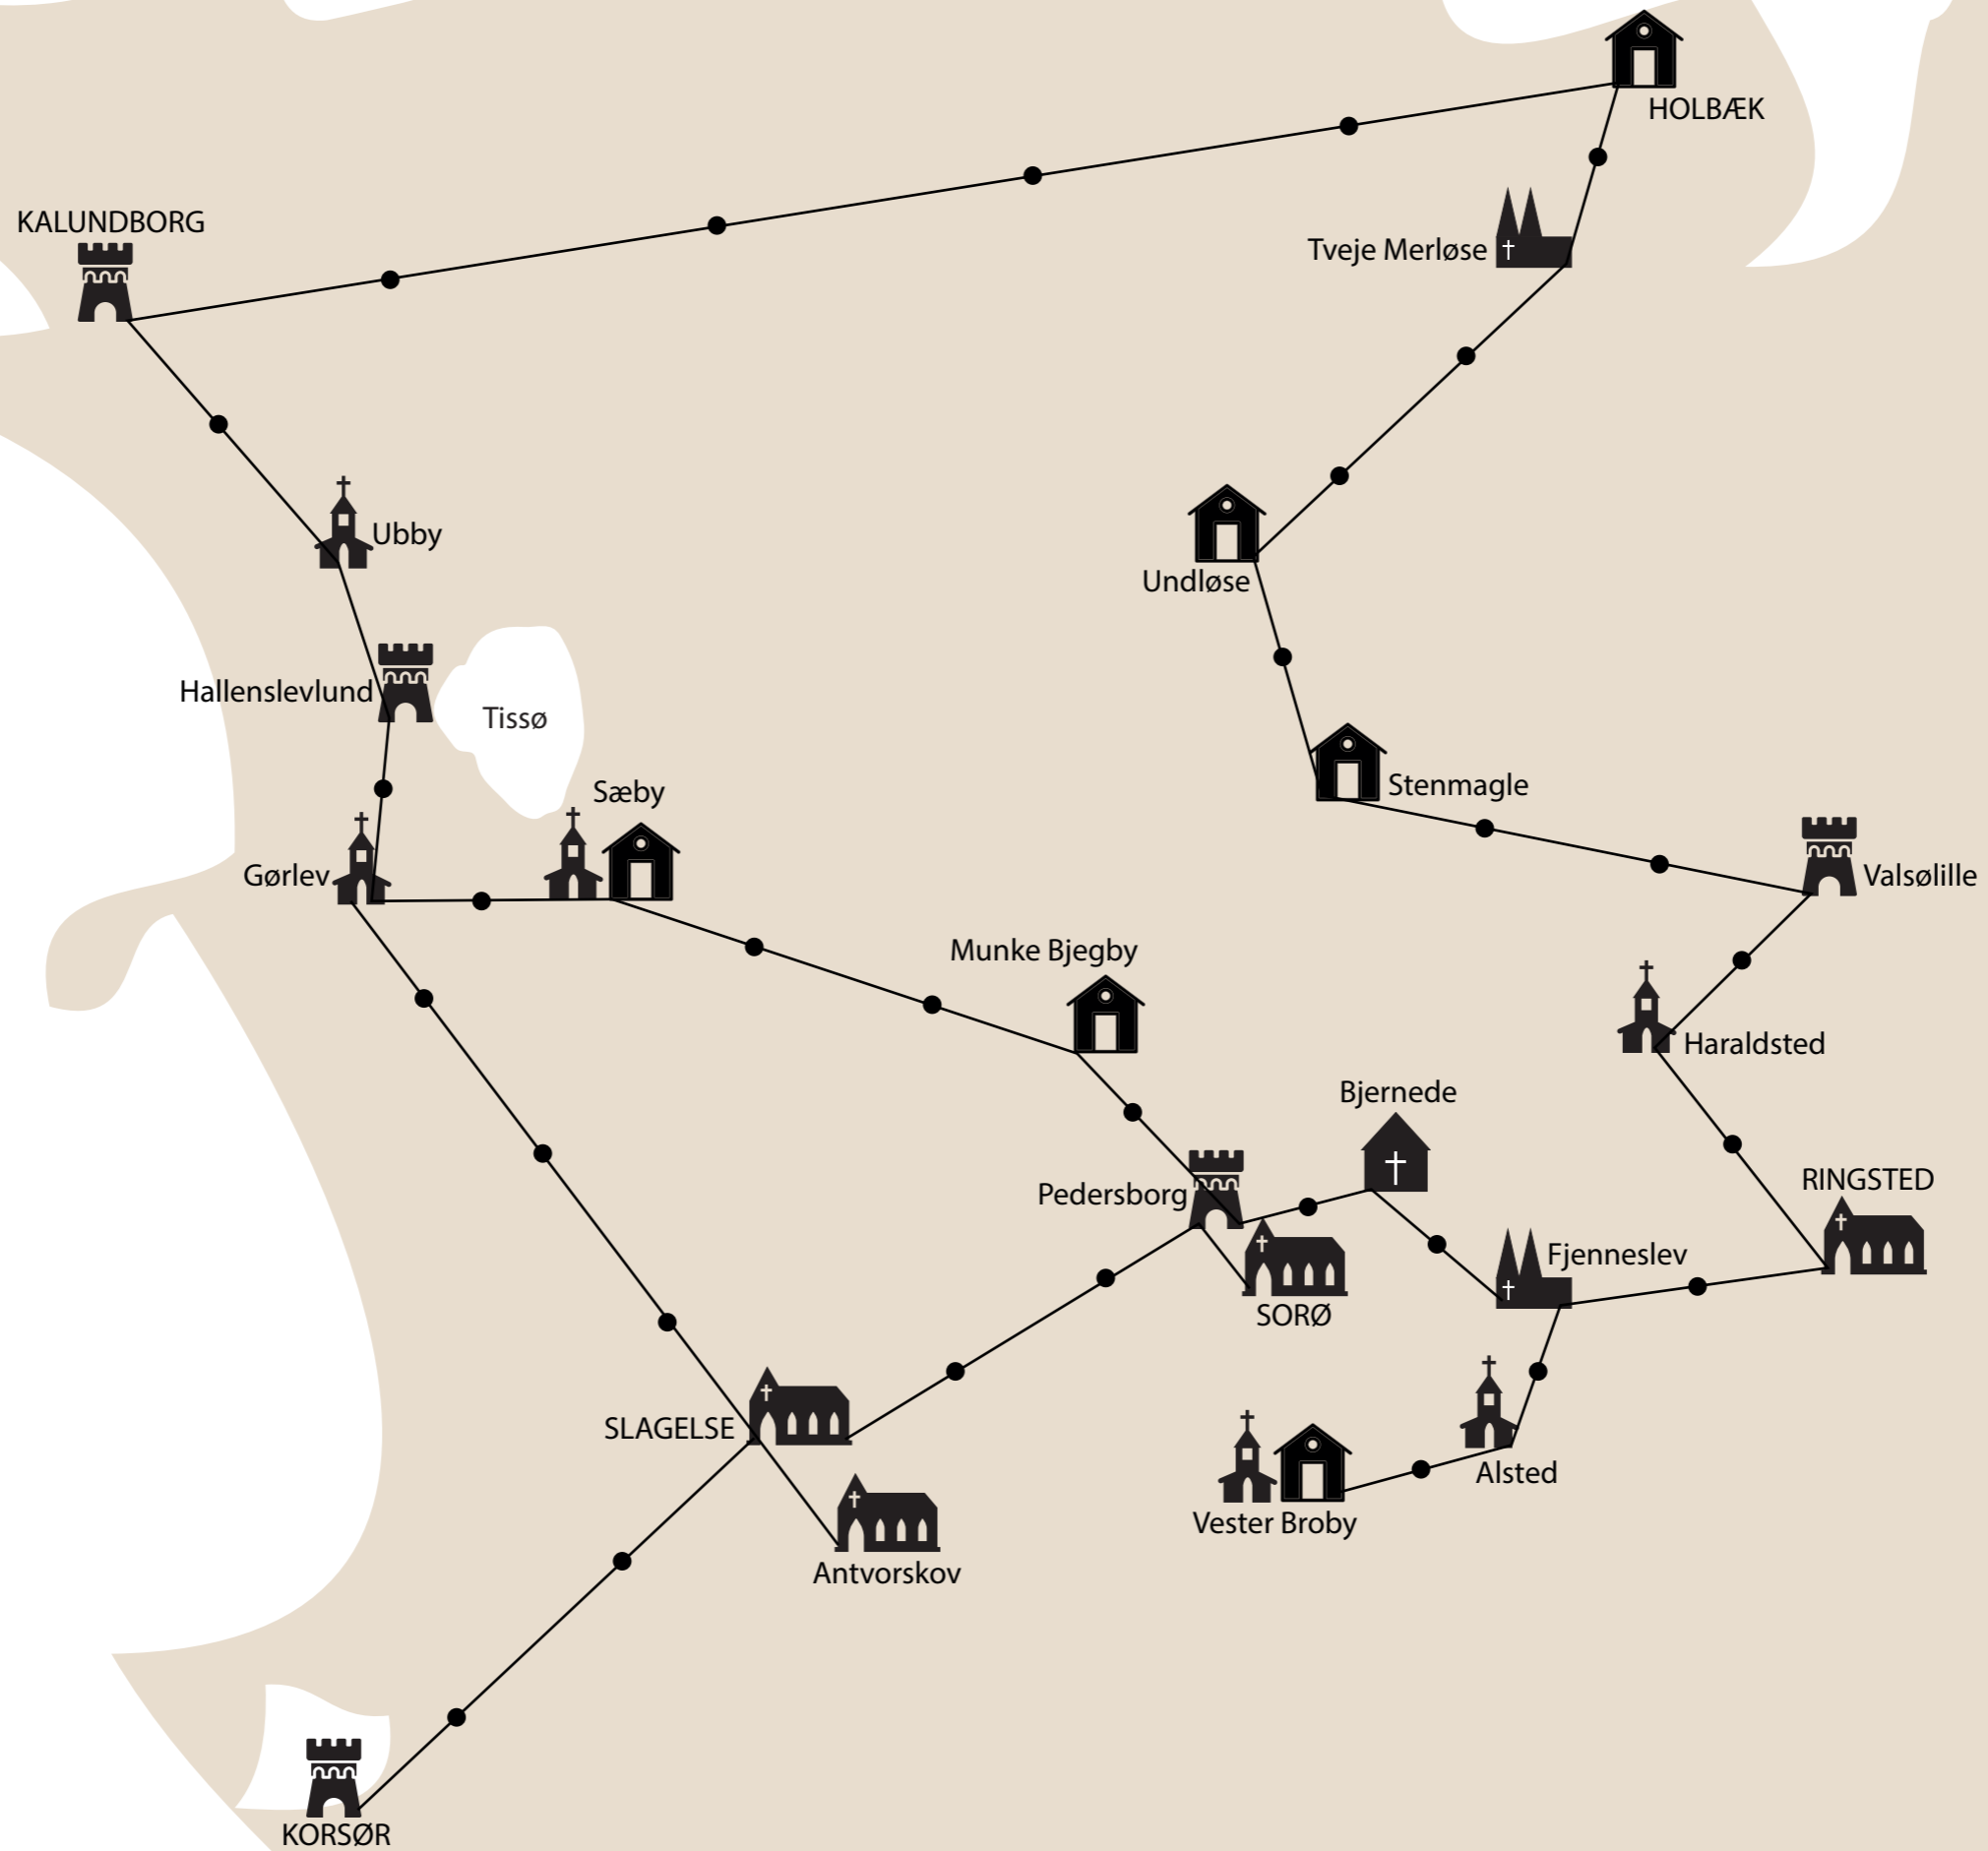 HOLBÆK
KALUNDBORG
Tveje Merløse
Ubby
Undløse
Hallenslevlund
Tissø
Sæby
Stenmagle
Gørlev
Valsølille
Munke Bjegby
Haraldsted
Bjernede
RINGSTED
Pedersborg
Fjenneslev
SORØ
SLAGELSE
Alsted
Vester Broby
Antvorskov
KORSØR